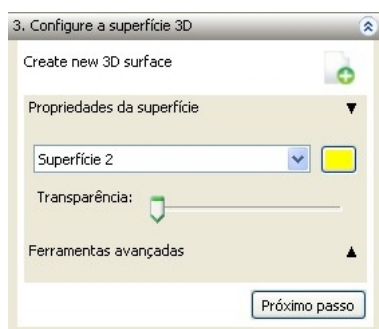 3. Configure a superfície 3D
Create new 3D surface
Propriedades da superfície
Superfície 2
Transparência:
Ferramentas avançadas
Próximo passo